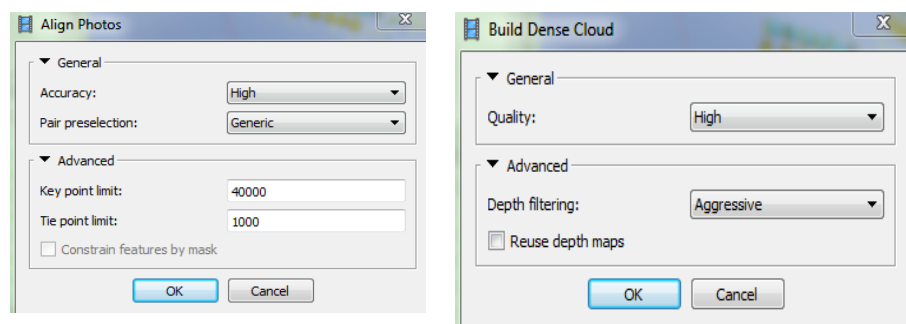 Align Photos
General
Accuracy: High
Pair preselection: Generic
Advanced
Key point limit: 40000
Tie point limit: 1000
Constrain features by mask
OK Cancel
Build Dense Cloud
General
Quality: High
Advanced
Depth filtering: Aggressive
Reuse depth maps
OK Cancel